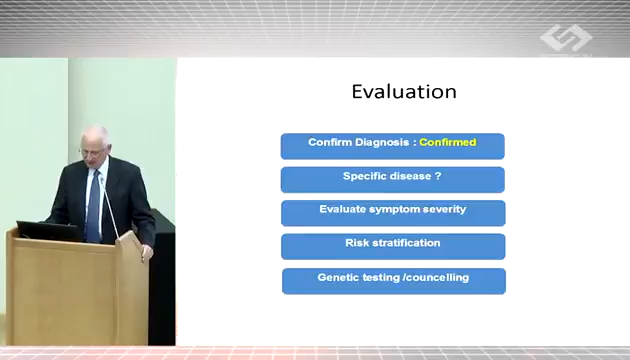 Evaluation
Confirm Diagnosis : Confirmed
Specific disease ?
Evaluate symptom severity
Risk stratification
Genetic testing /councelling